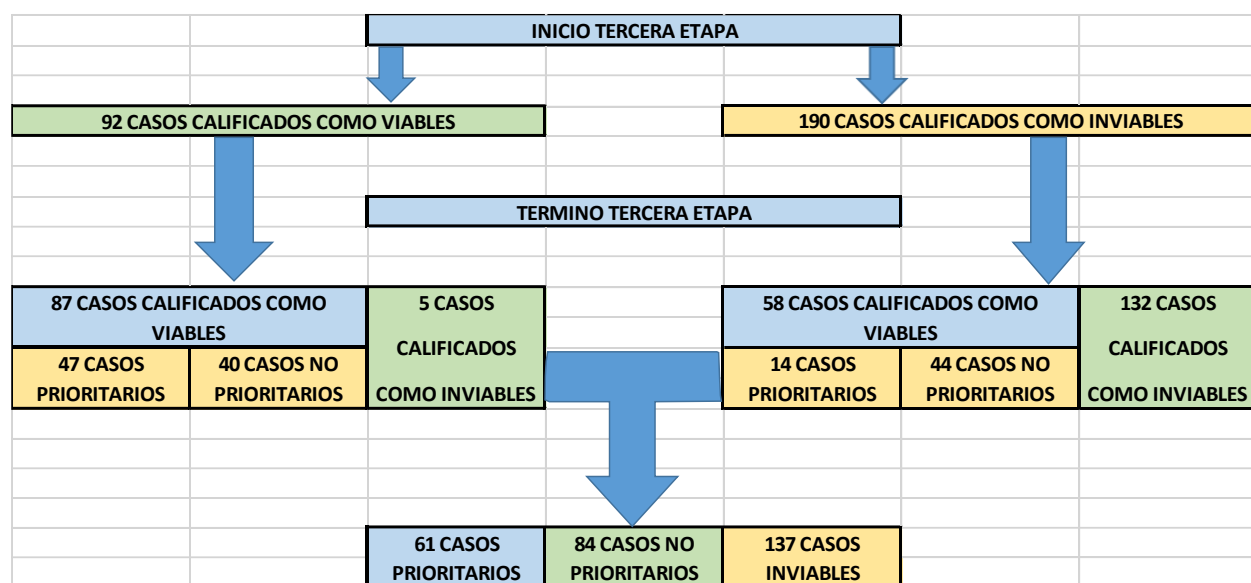 INICIO TERCERA ETAPA
92 CASOS CALIFICADOS COMO VIABLES
190 CASOS CALIFICADOS COMO INVIABLES
TERMINO TERCERA ETAPA
87 CASOS CALIFICADOS COMO
VIABLES
47 CASOS
PRIORITARIOS
40 CASOS NO
PRIORITARIOS
5 CASOS
CALIFICADOS
COMO INVIABLES
58 CASOS CALIFICADOS COMO
VIABLES
14 CASOS
PRIORITARIOS
44 CASOS NO
PRIORITARIOS
132 CASOS
CALIFICADOS
COMO INVIABLES
61 CASOS
PRIORITARIOS
84 CASOS NO
PRIORITARIOS
137 CASOS
INVIABLES